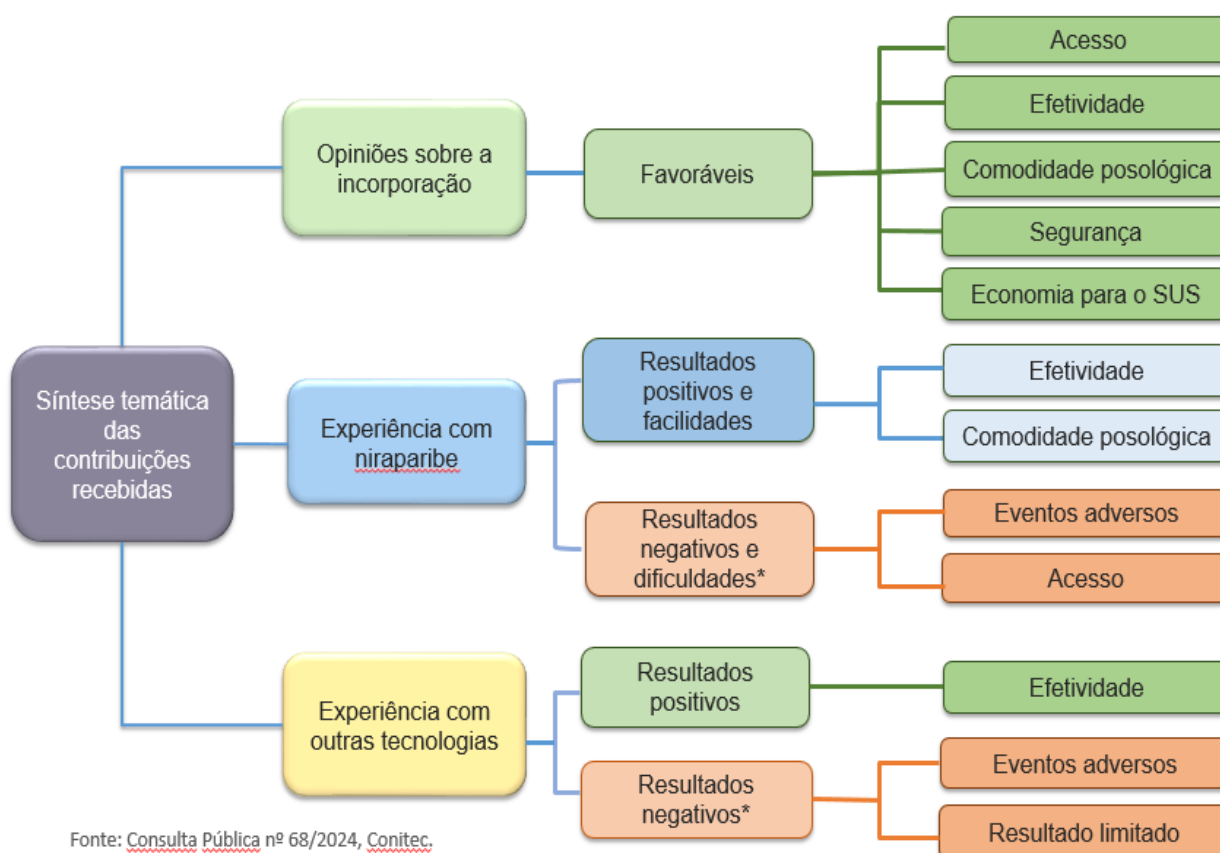 Síntese temática
das
contribuições
recebidas
Opiniões sobre a
incorporação
Favoráveis
Acesso
Efetividade
Comodidade posológica
Segurança
Economia para o SUS
Experiência com
niraparibe
Resultados
positivos e
facilidades
Efetividade
Comodidade posológica
Resultados
negativos e
dificuldades*
Eventos adversos
Acesso
Experiência com
outras tecnologias
Resultados
positivos
Efetividade
Resultados
negativos*
Eventos adversos
Resultado limitado
Fonte: Consulta Pública nº 68/2024, Conitec.